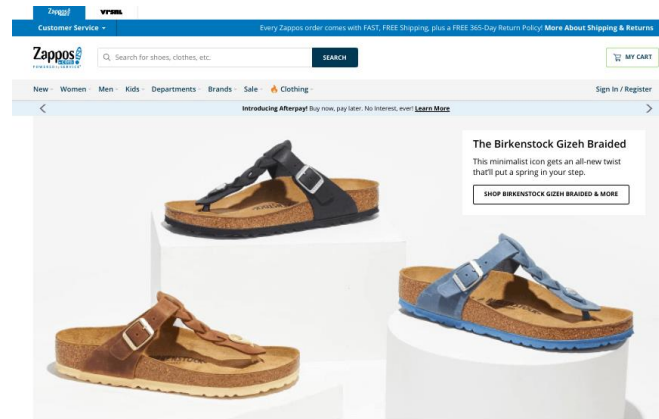 Zappos
VRSNL
Customer Service
Every Zappos order comes with FAST, FREE Shipping, plus a FREE 365-Day Return Policy! More About Shipping & Returns
Zappos
.COM
POWERED by SERVICE
Search for shoes, clothes, etc.
SEARCH
MY CART
New Women Men Kids Departments Brands Sale Clothing
Sign In / Register
Introducing Afterpay! Buy now, pay later. No Interest, ever! Learn More
The Birkenstock Gizeh Braided
This minimalist icon gets an all-new twist
that'll put a spring in your step.
SHOP BIRKENSTOCK GIZEH BRAIDED & MORE